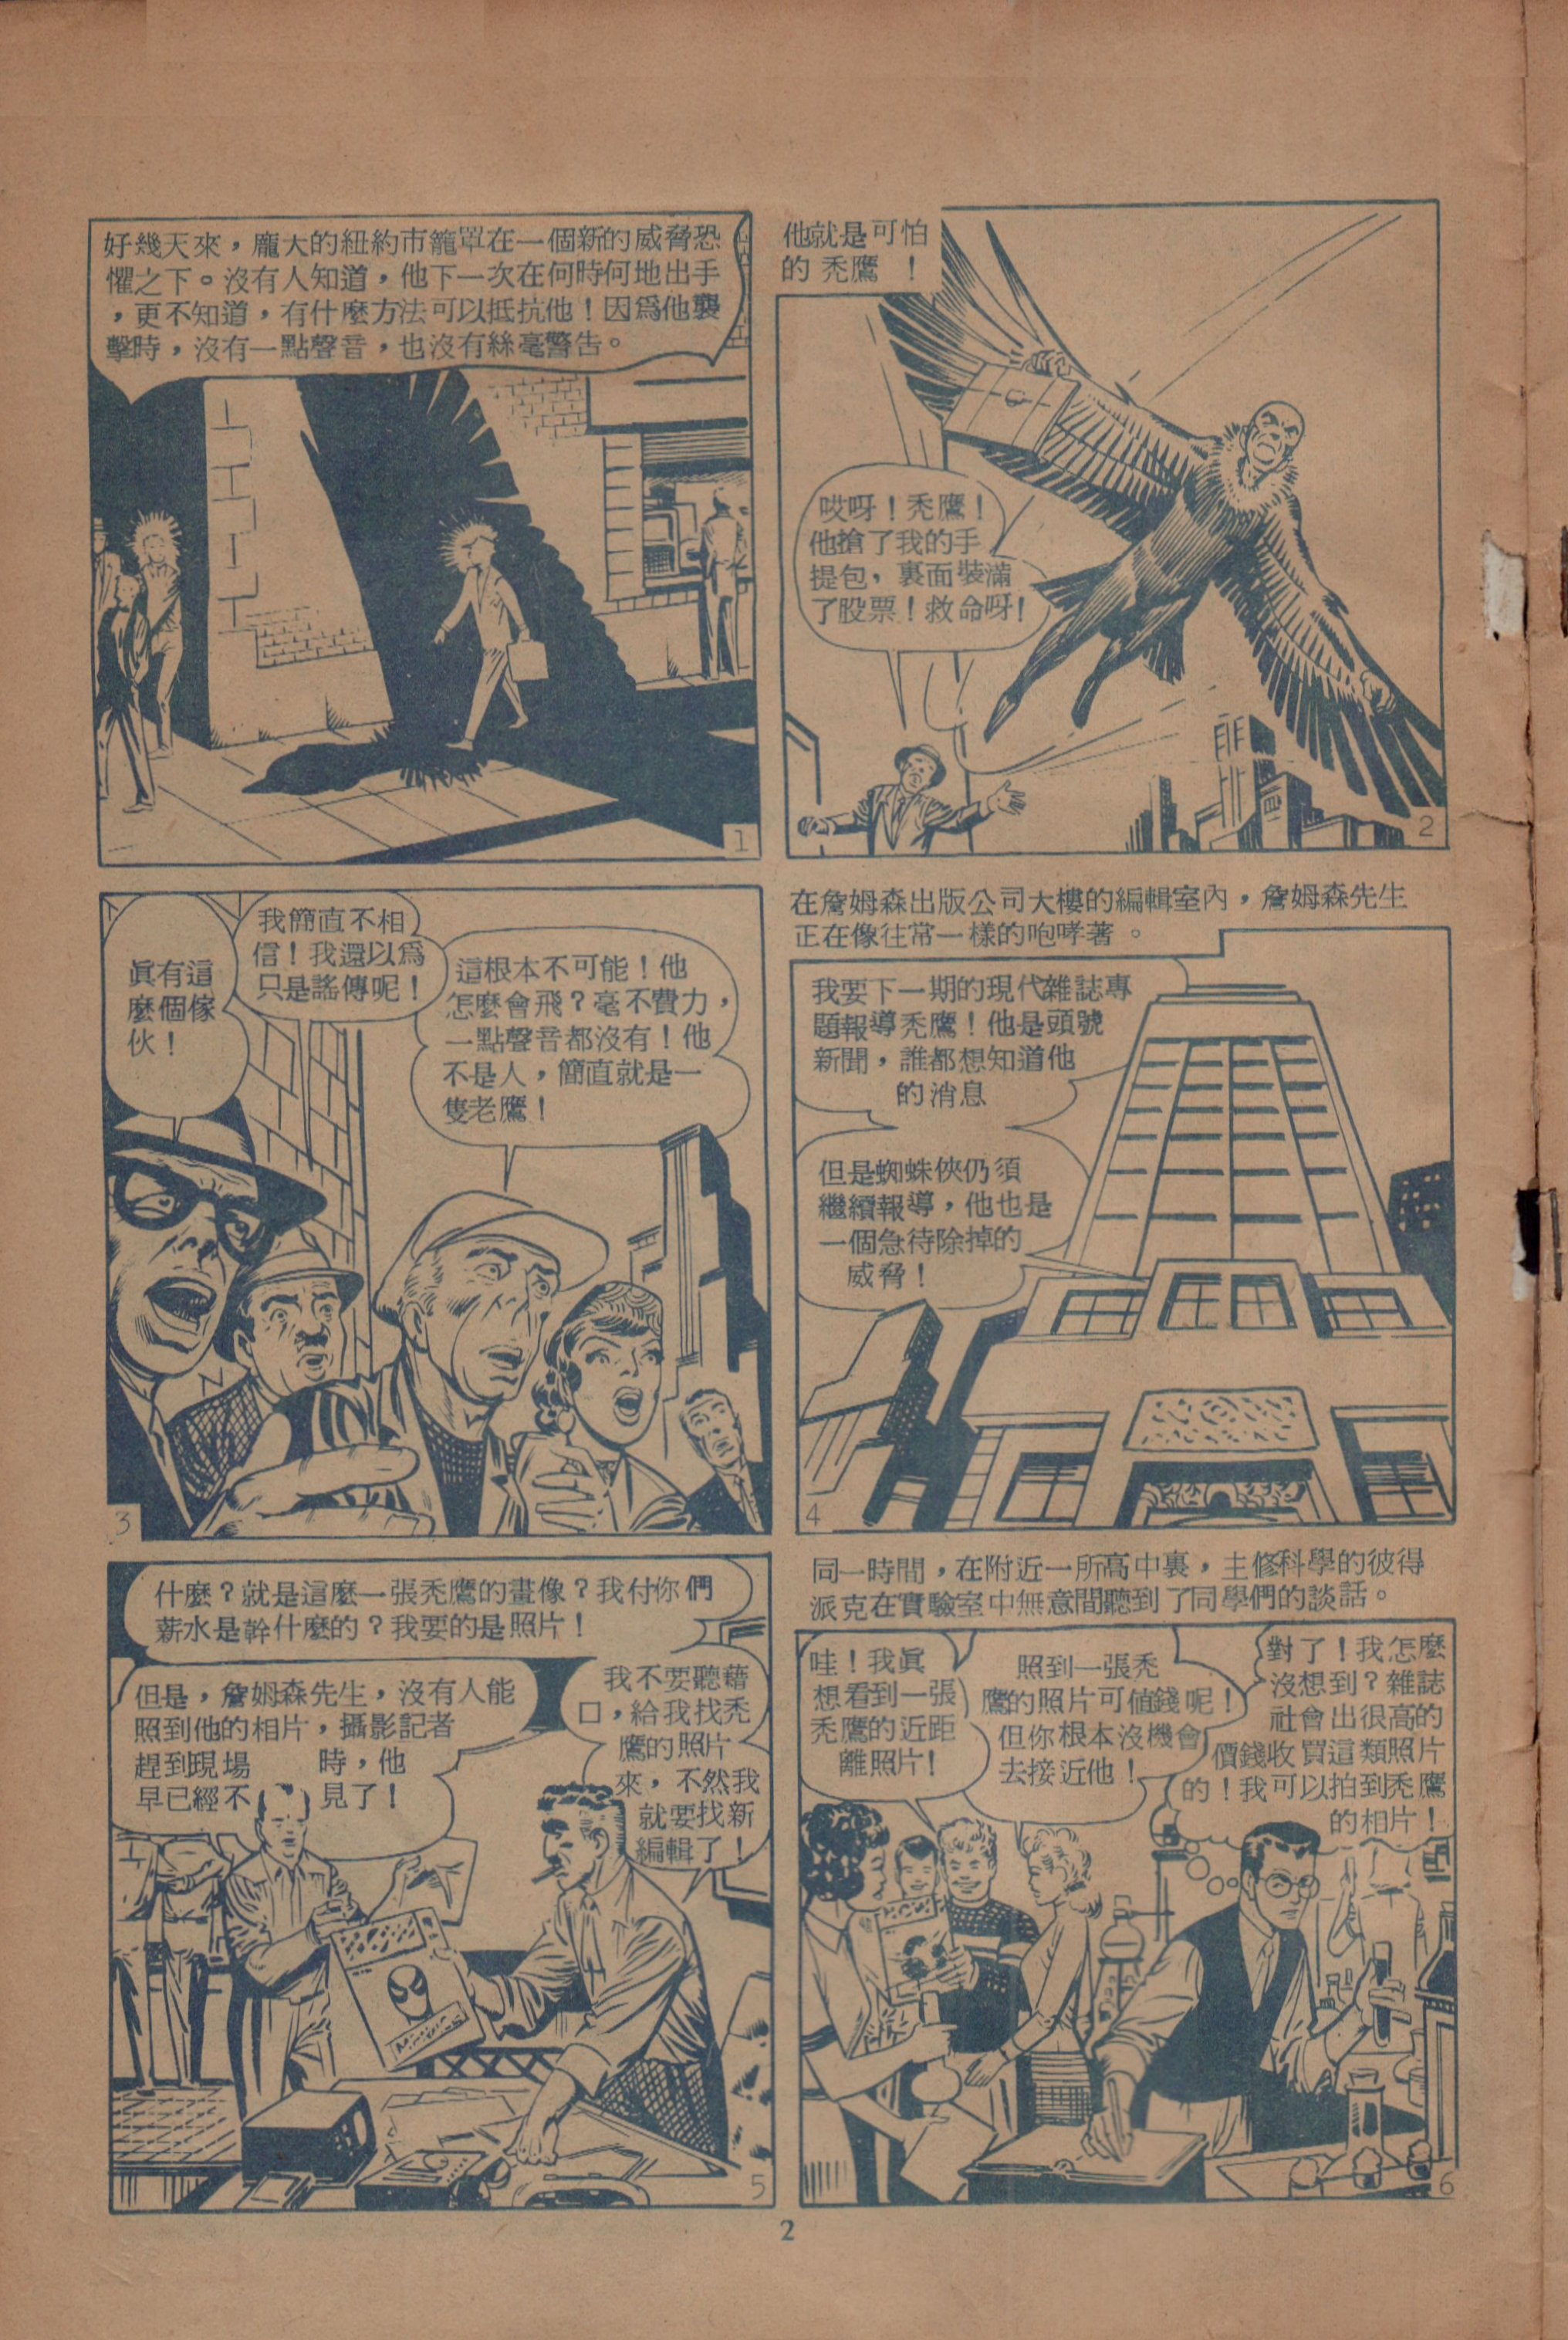 好幾天來，龐大的紐約市籠罩在一個新的威脅恐
懼之下。沒有人知道，他下一次在何時何地出手
，更不知道，有什麼方法可以抵抗他！因爲他襲
擊時，沒有一點聲音，也沒有絲毫警告。
1
他就是可怕
的禿鷹！
哎呀！禿鷹！
他搶了我的手
提包，裏面裝滿
了股票！救命呀！
2
眞有這
麼個傢
伙！
我簡直不相
信！我還以爲
只是謠傳呢！
這根本不可能！他
怎麼會飛？毫不費力，
一點聲音都沒有！他
不是人，簡直就是一
隻老鷹！
3
在詹姆森出版公司大樓的編輯室內，詹姆森先生
正在像往常一樣的咆哮著。
我要下一期的現代雜誌專
題報導禿鷹！他是頭號
新聞，誰都想知道他
的消息
但是蜘蛛俠仍須
繼續報導，他也是
一個急待除掉的
威脅！
4
什麼？就是這麼一張禿鷹的畫像？我付你們
薪水是幹什麼的？我要的是照片！
但是，詹姆森先生，沒有人能
照到他的相片，攝影記者
趕到現場 時，他
早已經不 見了！
我不要聽藉
口，給我找禿
鷹的照片
來，不然我
就要找新
編輯了！
5
同一時間，在附近一所高中裏，主修科學的彼得
派克在實驗室中無意間聽到了同學們的談話。
哇！我眞
想看到一張
禿鷹的近距
離照片！
照到一張禿
鷹的照片可値錢呢！
但你根本沒機會
去接近他！
對了！我怎麼
沒想到？雜誌
社會出很高的
價錢收買這類照片
的！我可以拍到禿鷹
的相片！
6
2